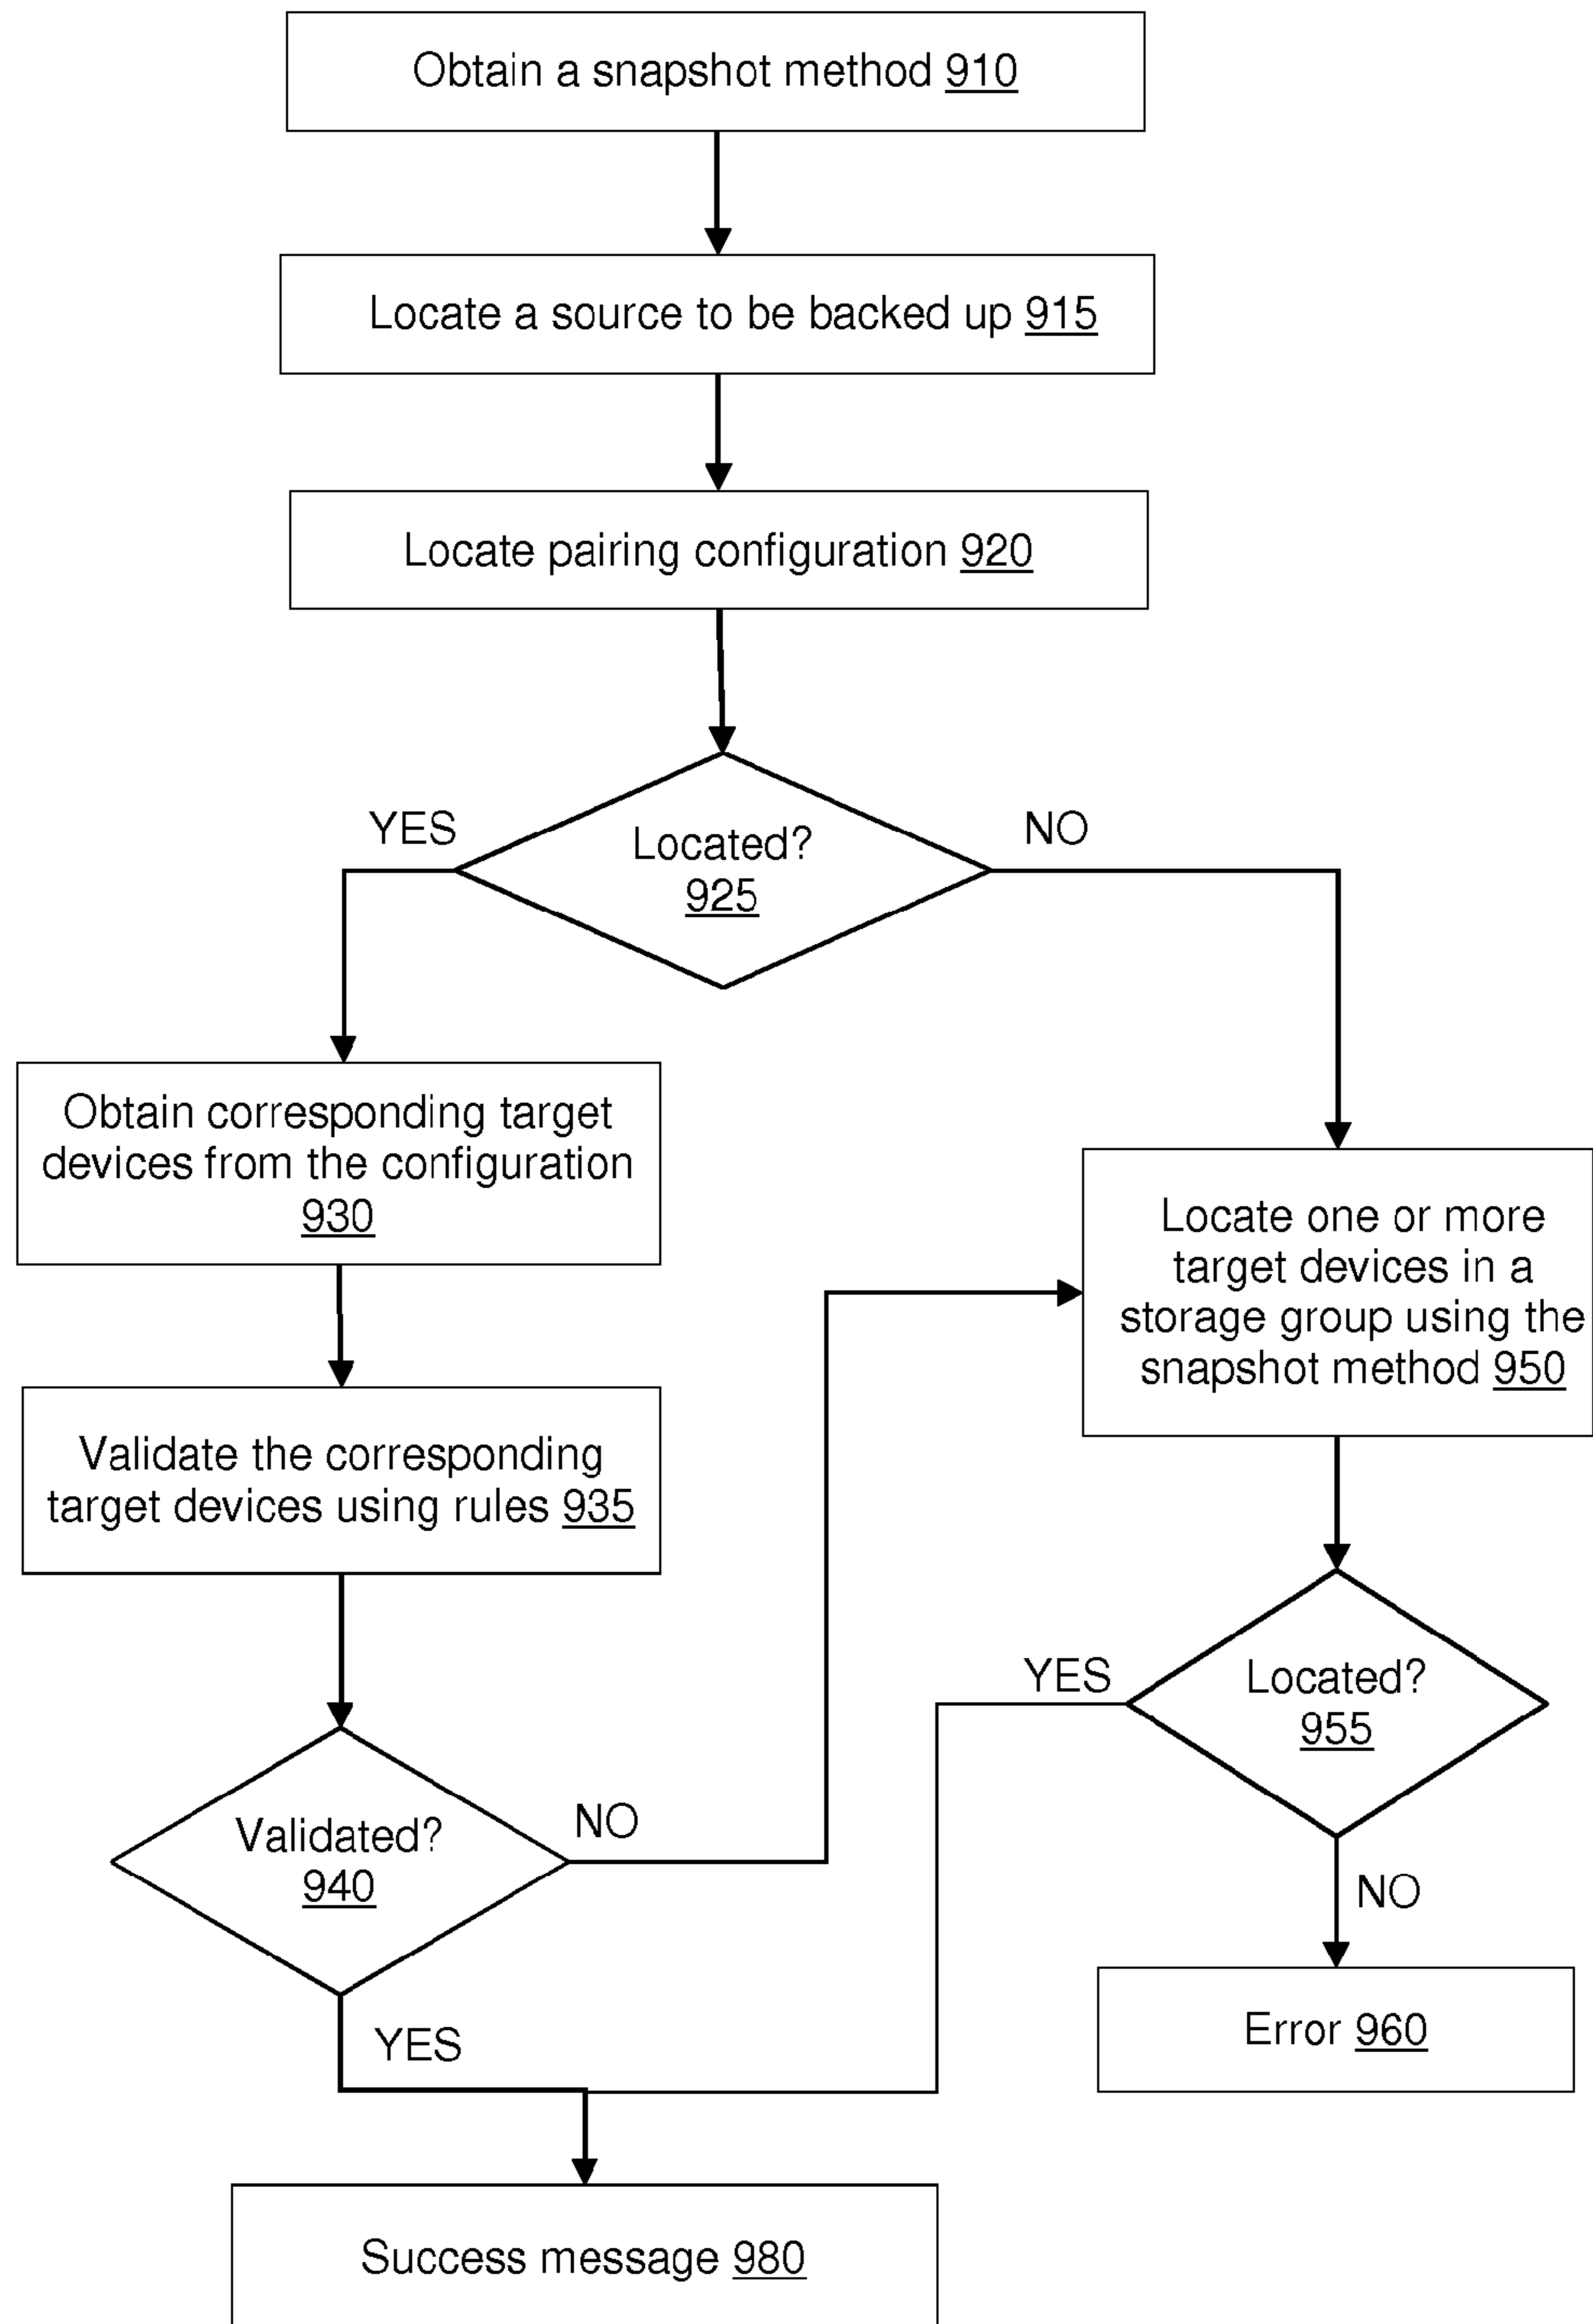 Obtain a snapshot method 910
Locate a source to be backed up 915
Locate pairing configuration 920
YES
NO
Located?
925
Obtain corresponding target
devices from the configuration
930
Locate one or more
target devices in a
storage group using the
snapshot method 950
Validate the corresponding
target devices using rules 935
YES
Located?
955
NO
Validated?
940
NO
YES
Error 960
Success message 980